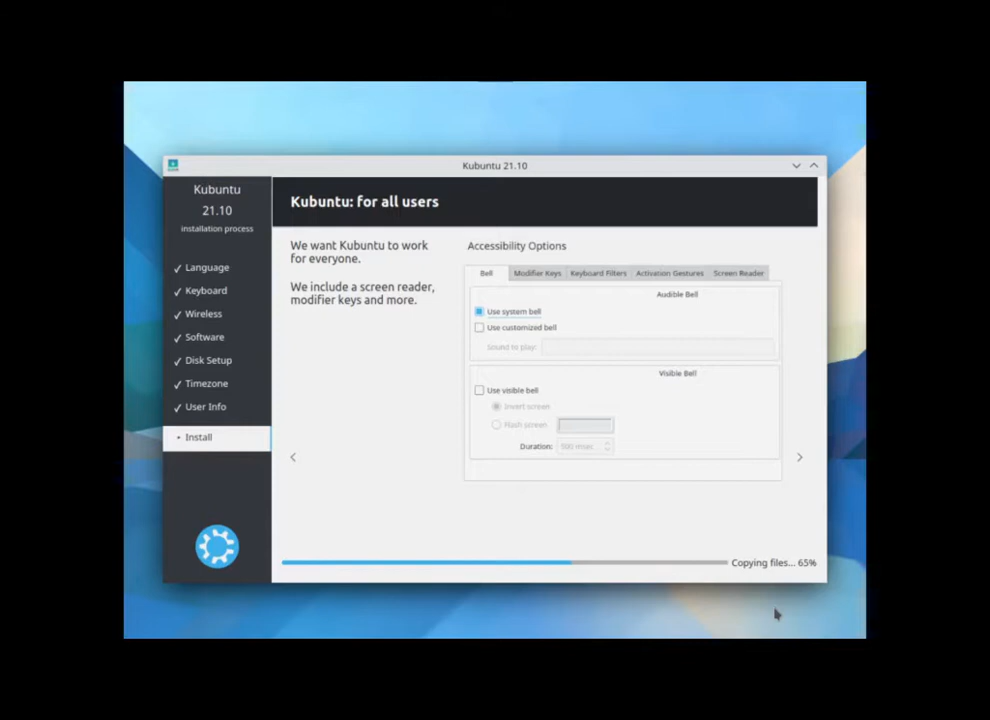 Kubuntu 21.10
Kubuntu
21.10
installation process
Language
Keyboard
Wireless
Software
Disk Setup
Timezone
User Info
Install
Kubuntu: for all users
We want Kubuntu to work
for everyone.
We include a screen reader,
modifier keys and more.
Accessibility Options
Bell Modifier Keys Keyboard Filters Activation Gestures Screen Reader
Audible Bell
Use system bell
Use customized bell
Sound to play:
Visible Bell
Use visible bell
Invert screen
Flash screen
Duration: 500 msec
Copying files... 65%